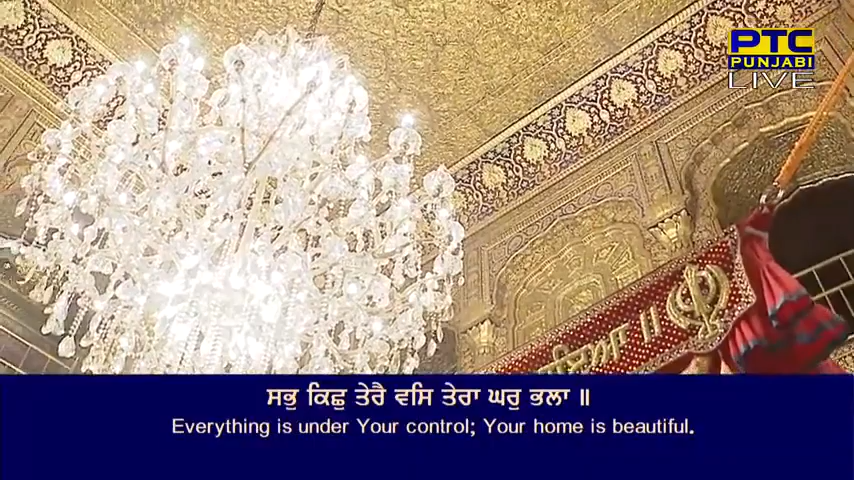 PTC
PUNJABI
LIVE
ਸਭੁ ਕਿਛੁ ਤੇਰੈ ਵਸਿ ਤੇਰਾ ਘਰੁ ਭਲਾ ॥
Everything is under Your control; Your home is beautiful.